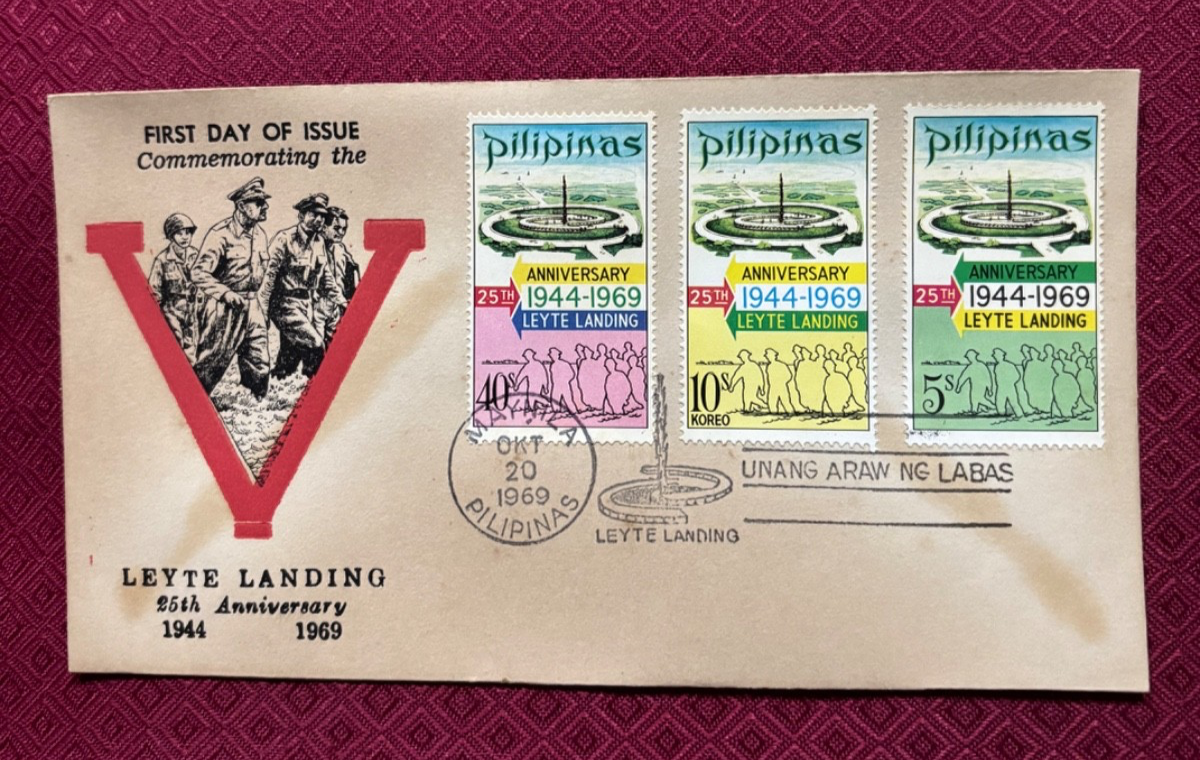 FIRST DAY OF ISSUE
Commemorating the
V
LEYTE LANDING
25th Anniversary
1944 1969
pilipinas
ANNIVERSARY
25TH 1944-1969
LEYTE LANDING
40s
pilipinas
ANNIVERSARY
25TH 1944-1969
LEYTE LANDING
10s
KOREO
pilipinas
ANNIVERSARY
25TH 1944-1969
LEYTE LANDING
5s
MAYNILA
OKT
20
1969
PILIPINAS
LEYTE LANDING
UNANG ARAW NG LABAS